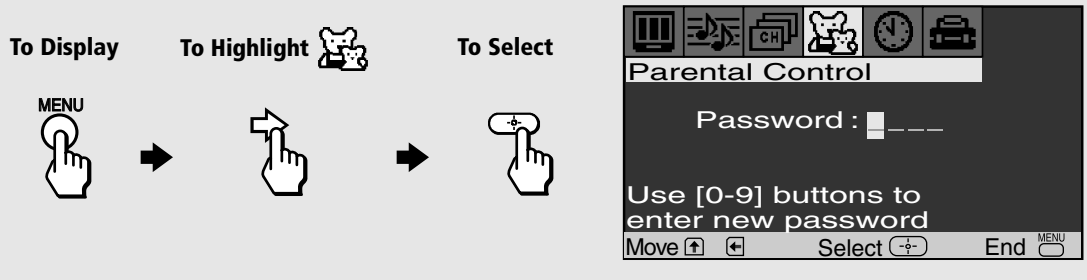 To Display
To Highlight
To Select
MENU
CH
Parental Control
Password : _ _ _ _
Use [0-9] buttons to
enter new password
Move Select End MENU